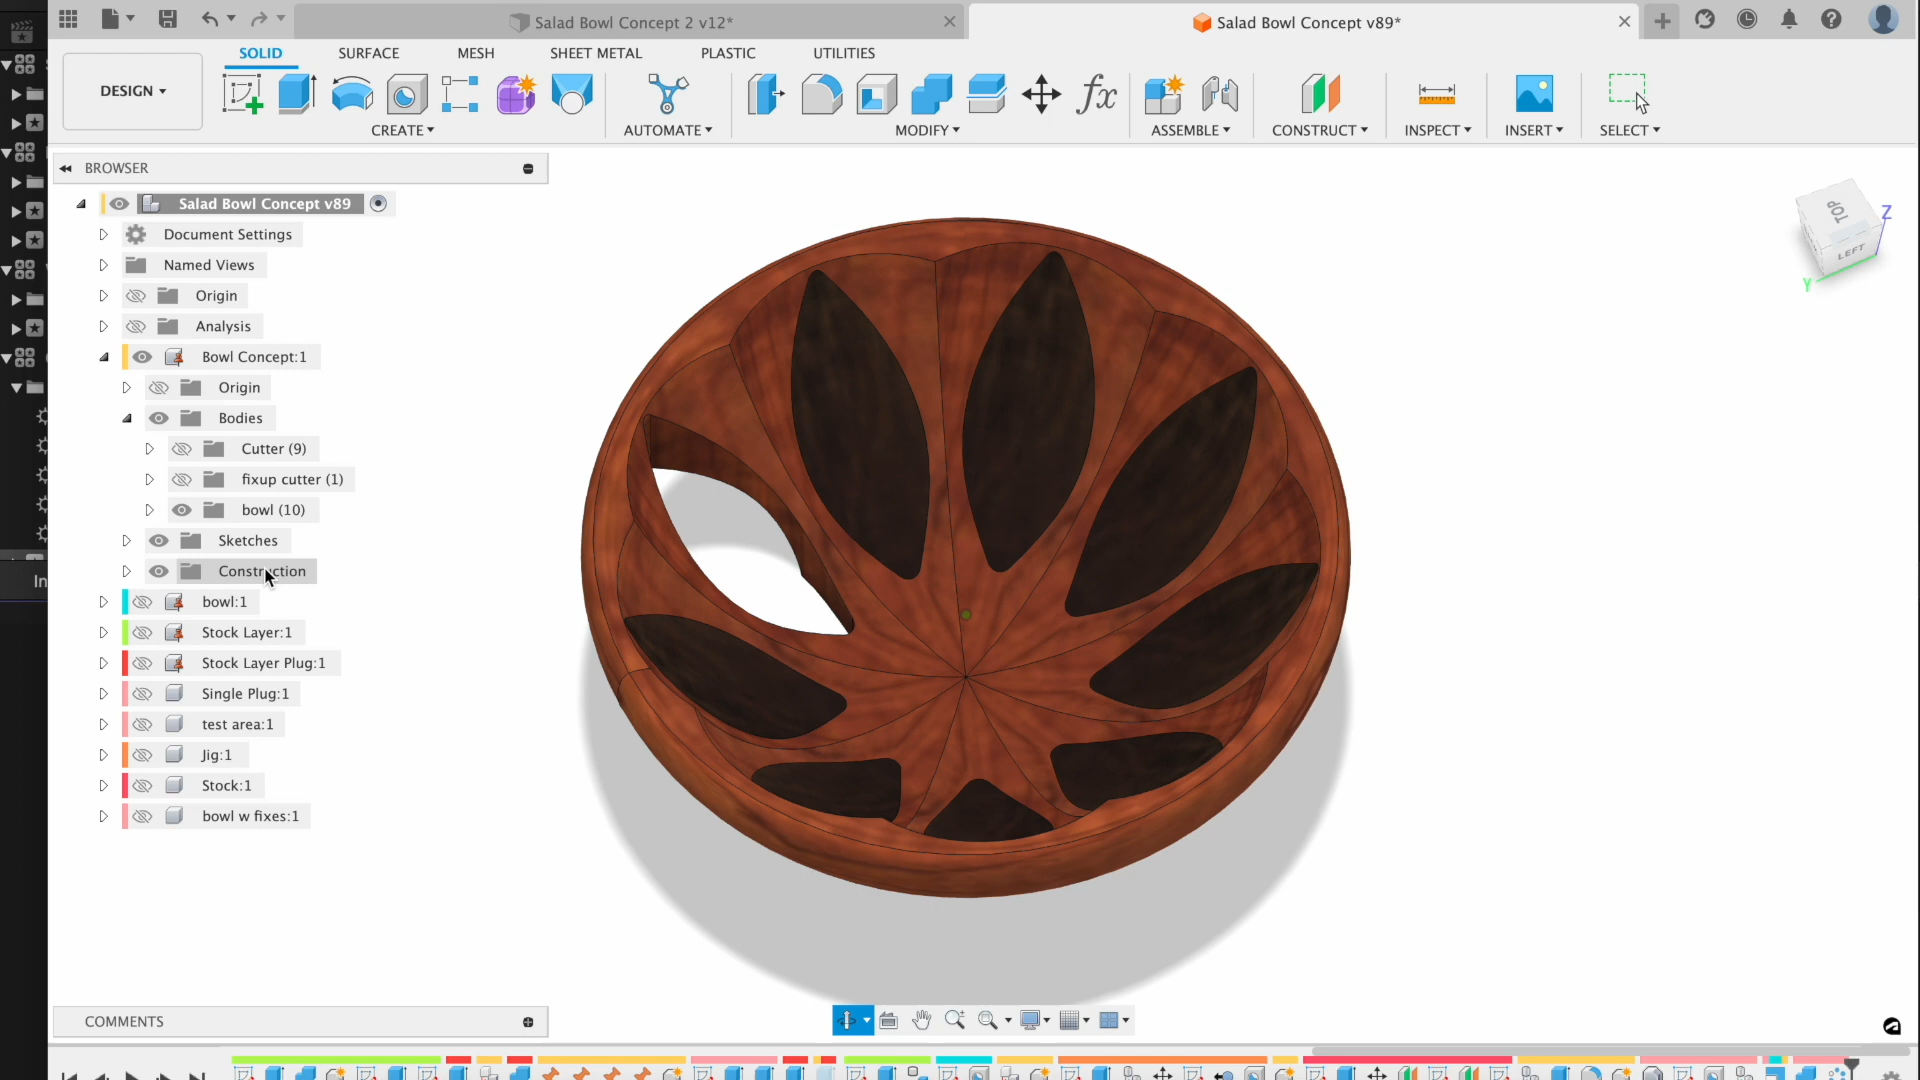 Salad Bowl Concept 2 v12*
Salad Bowl Concept v89*
DESIGN
SOLID
SURFACE
MESH
SHEET METAL
PLASTIC
UTILITIES
CREATE
AUTOMATE
MODIFY
ASSEMBLE
CONSTRUCT
INSPECT
INSERT
SELECT
fx
BROWSER
Salad Bowl Concept v89
Document Settings
Named Views
Origin
Analysis
Bowl Concept:1
Origin
Bodies
Cutter (9)
fixup cutter (1)
bowl (10)
Sketches
Construction
bowl:1
Stock Layer:1
Stock Layer Plug:1
Single Plug:1
test area:1
Jig:1
Stock:1
bowl w fixes:1
TOP
LEFT
Z
Y
In
COMMENTS